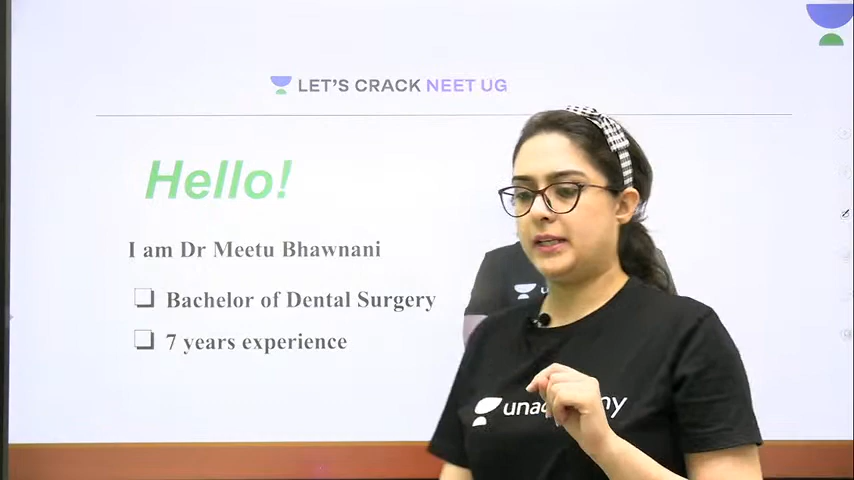 LET'S CRACK NEET UG
Hello!
I am Dr Meetu Bhawnani
Bachelor of Dental Surgery
7 years experience